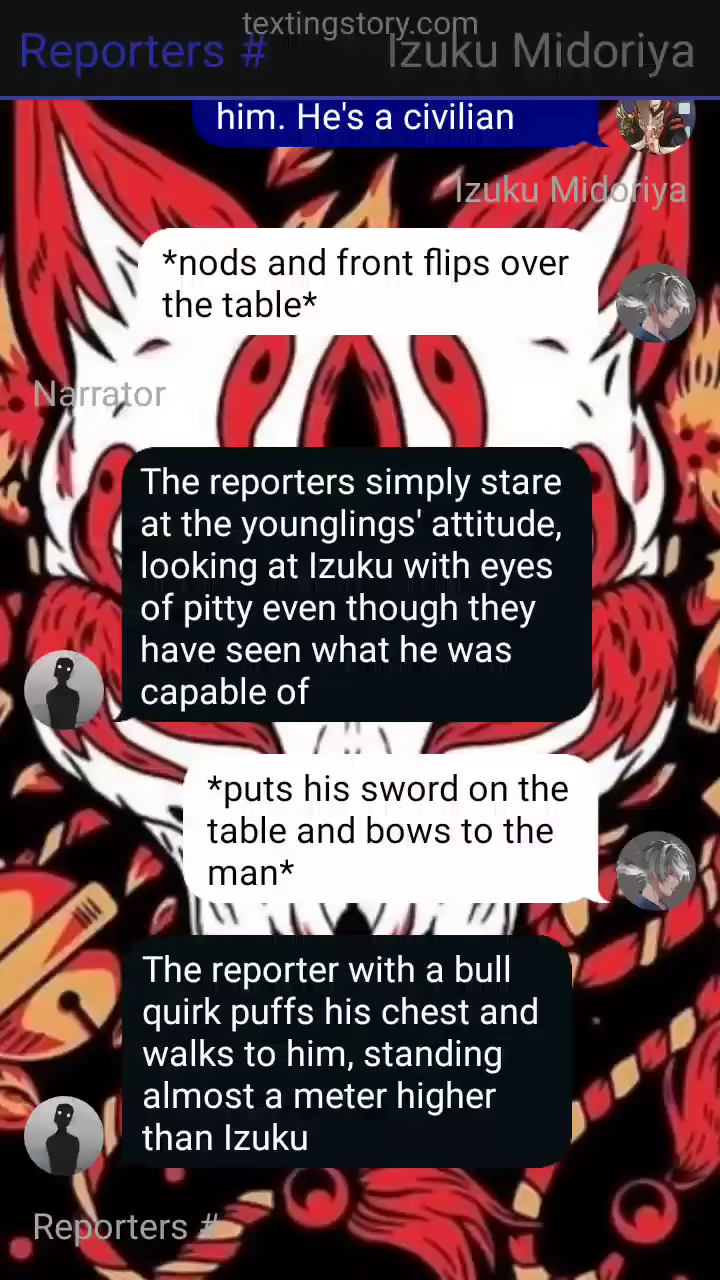 textingstory.com
Reporters #
Izuku Midoriya
him. He's a civilian
Izuku Midoriya
*nods and front flips over
the table*
Narrator
The reporters simply stare
at the younglings' attitude,
looking at Izuku with eyes
of pitty even though they
have seen what he was
capable of
*puts his sword on the
table and bows to the
man*
The reporter with a bull
quirk puffs his chest and
walks to him, standing
almost a meter higher
than Izuku
Reporters #